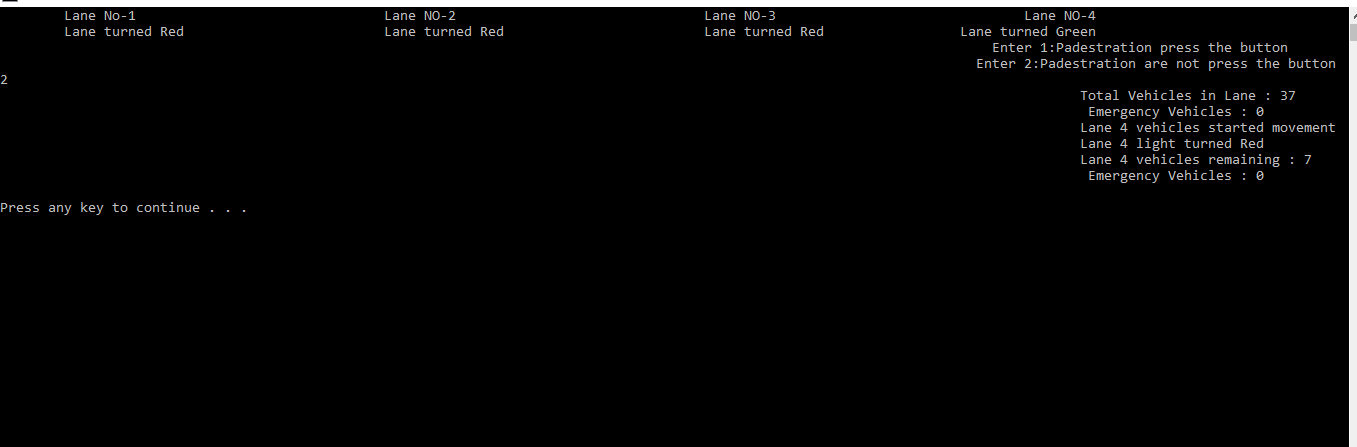 Lane No-1 Lane NO-2 Lane NO-3 Lane NO-4
Lane turned Red Lane turned Red Lane turned Red Lane turned Green
Enter 1:Padestration press the button
Enter 2:Padestration are not press the button
2
Total Vehicles in Lane : 37
Emergency Vehicles : 0
Lane 4 vehicles started movement
Lane 4 light turned Red
Lane 4 vehicles remaining : 7
Emergency Vehicles : 0
Press any key to continue . . .